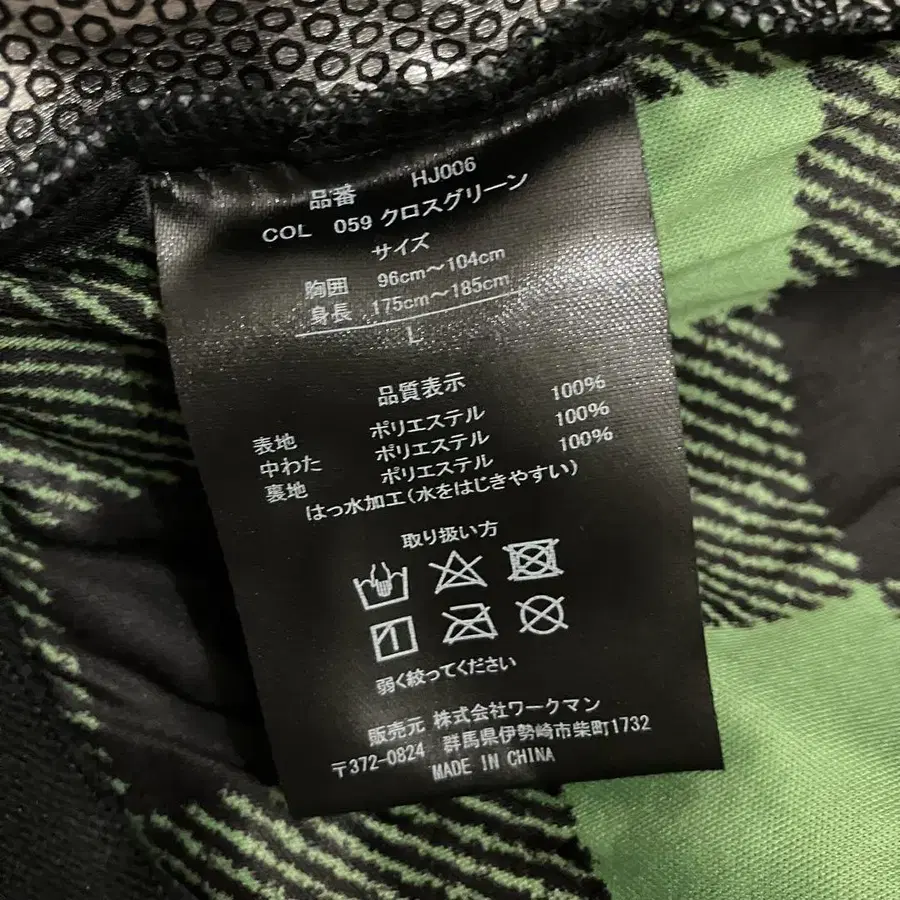 品番 HJ006
COL 059 クロスグリーン
サイズ
胸囲 96cm～104cm
身長 175cm～185cm
L
品質表示
表地 ポリエステル 100%
中わた ポリエステル 100%
裏地 ポリエステル 100%
はっ水加工(水をはじきやすい)
取り扱い方
弱く絞ってください
販売元 株式会社ワークマン
〒372-0824 群馬県伊勢崎市柴町1732
MADE IN CHINA